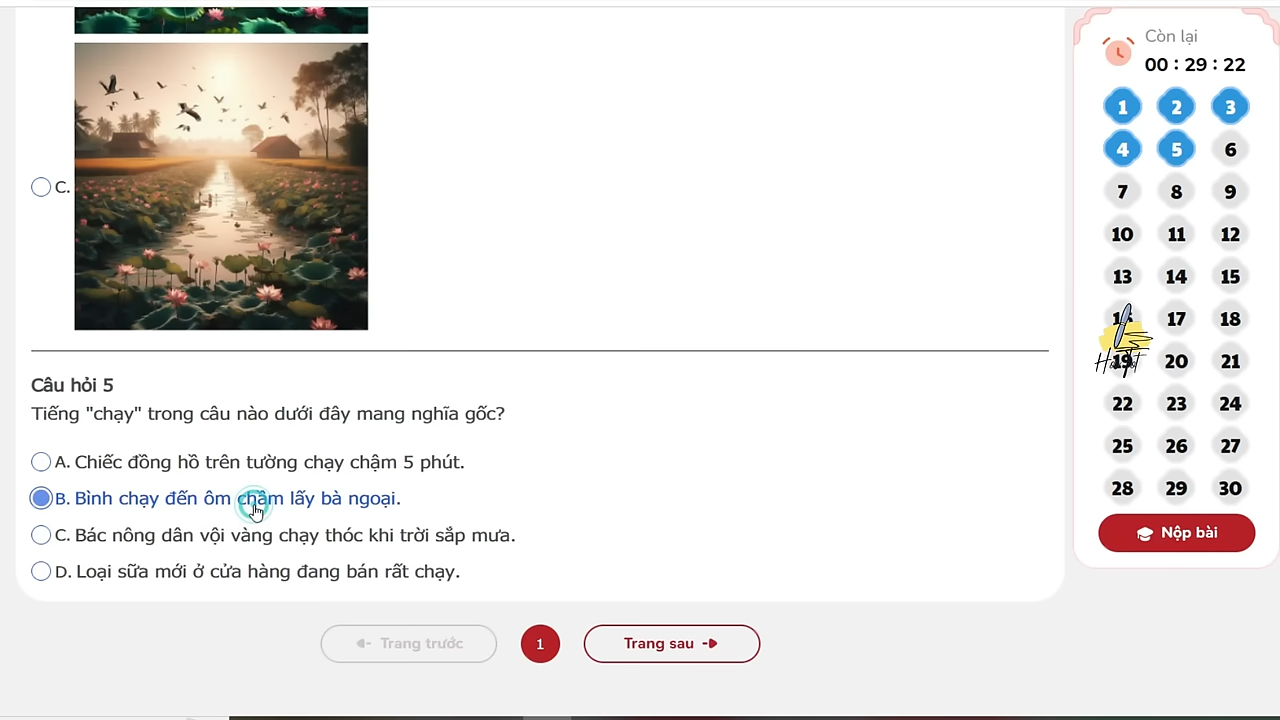 C.
Câu hỏi 5
Tiếng "chạy" trong câu nào dưới đây mang nghĩa gốc?
A. Chiếc đồng hồ trên tường chạy chậm 5 phút.
B. Bình chạy đến ôm chầm lấy bà ngoại.
C. Bác nông dân vội vàng chạy thóc khi trời sắp mưa.
D. Loại sữa mới ở cửa hàng đang bán rất chạy.
Trang trước
1
Trang sau
Còn lại
00 : 29 : 22
1 2 3
4 5 6
7 8 9
10 11 12
13 14 15
17 18
19 20 21
22 23 24
25 26 27
28 29 30
Nộp bài